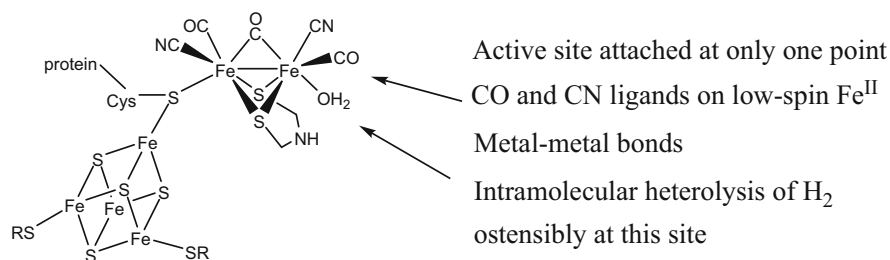 OC
O
C
CN
NC
CO
protein
Fe
Fe
OH2
Cys
S
S
S
NH
Fe
S
S
S
Fe
Fe
RS
S
Fe
SR
Active site attached at only one point
CO and CN ligands on low-spin Feᴵᴵ
Metal-metal bonds
Intramolecular heterolysis of H₂
ostensibly at this site